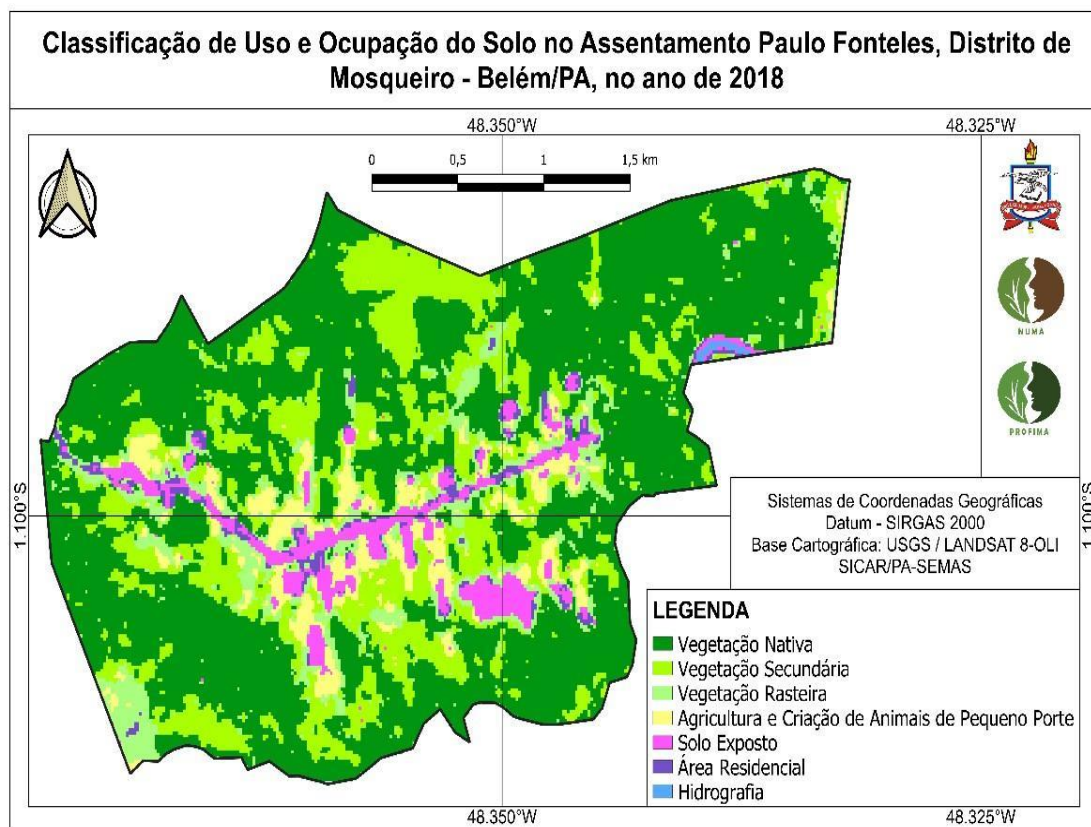 Classificação de Uso e Ocupação do Solo no Assentamento Paulo Fonteles, Distrito de
Mosqueiro - Belém/PA, no ano de 2018
48.350°W
48.325°W
0
0,5
1
1,5 km
NUMA
PROFIMA
1.100°S
1.100°S
Sistemas de Coordenadas Geográficas
Datum - SIRGAS 2000
Base Cartográfica: USGS / LANDSAT 8-OLI
SICAR/PA-SEMAS
LEGENDA
Vegetação Nativa
Vegetação Secundária
Vegetação Rasteira
Agricultura e Criação de Animais de Pequeno Porte
Solo Exposto
Área Residencial
Hidrografia
48.350°W
48.325°W